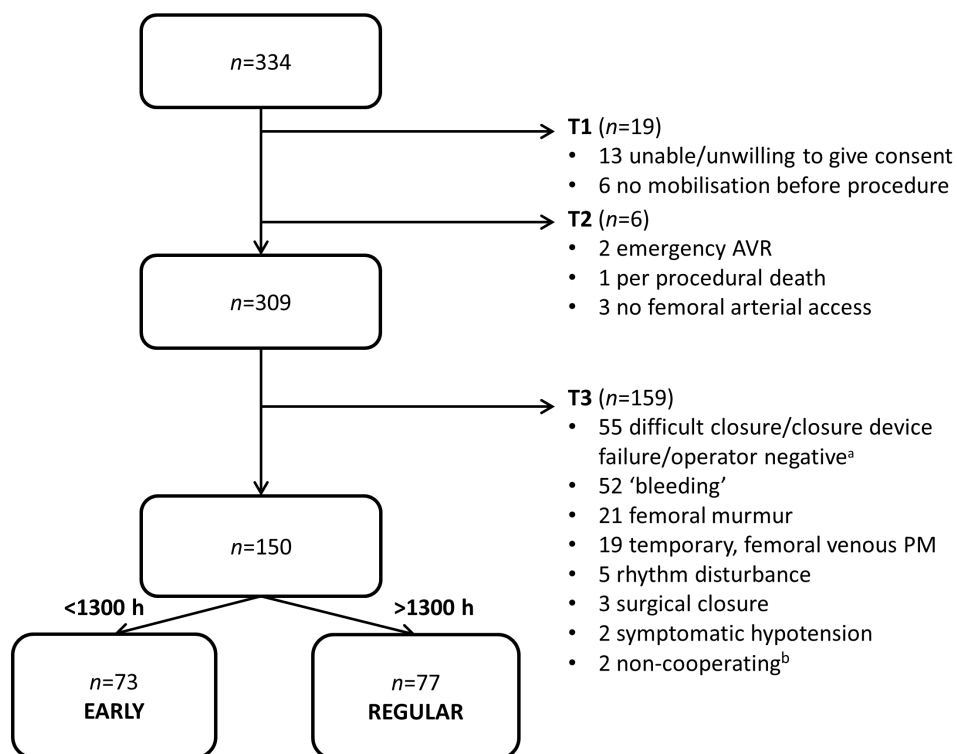 n=334
T1 (n=19)
• 13 unable/unwilling to give consent
• 6 no mobilisation before procedure
T2 (n=6)
• 2 emergency AVR
• 1 per procedural death
• 3 no femoral arterial access
n=309
T3 (n=159)
• 55 difficult closure/closure device
failure/operator negativeᵃ
• 52 ‘bleeding’
• 21 femoral murmur
• 19 temporary, femoral venous PM
• 5 rhythm disturbance
• 3 surgical closure
• 2 symptomatic hypotension
• 2 non-cooperatingᵇ
n=150
<1300 h
>1300 h
n=73
EARLY
n=77
REGULAR